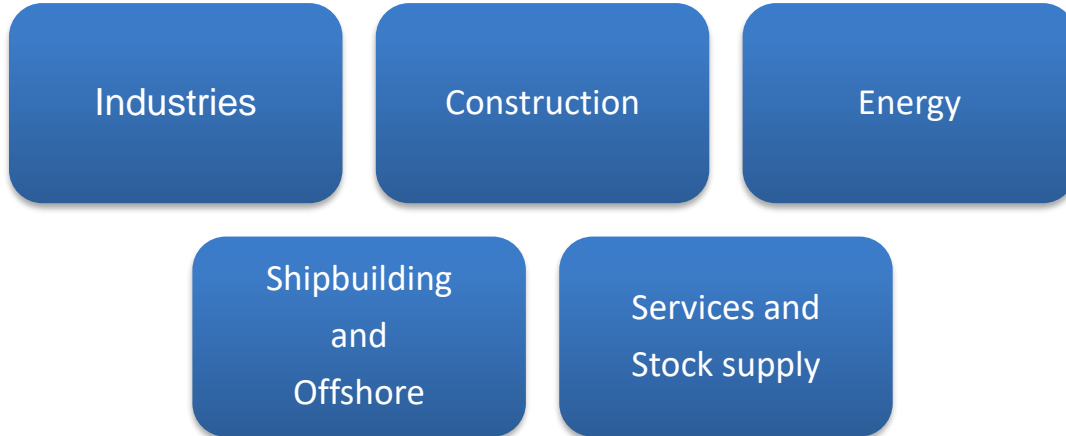 Industries
Construction
Energy
Shipbuilding
and
Offshore
Services and
Stock supply